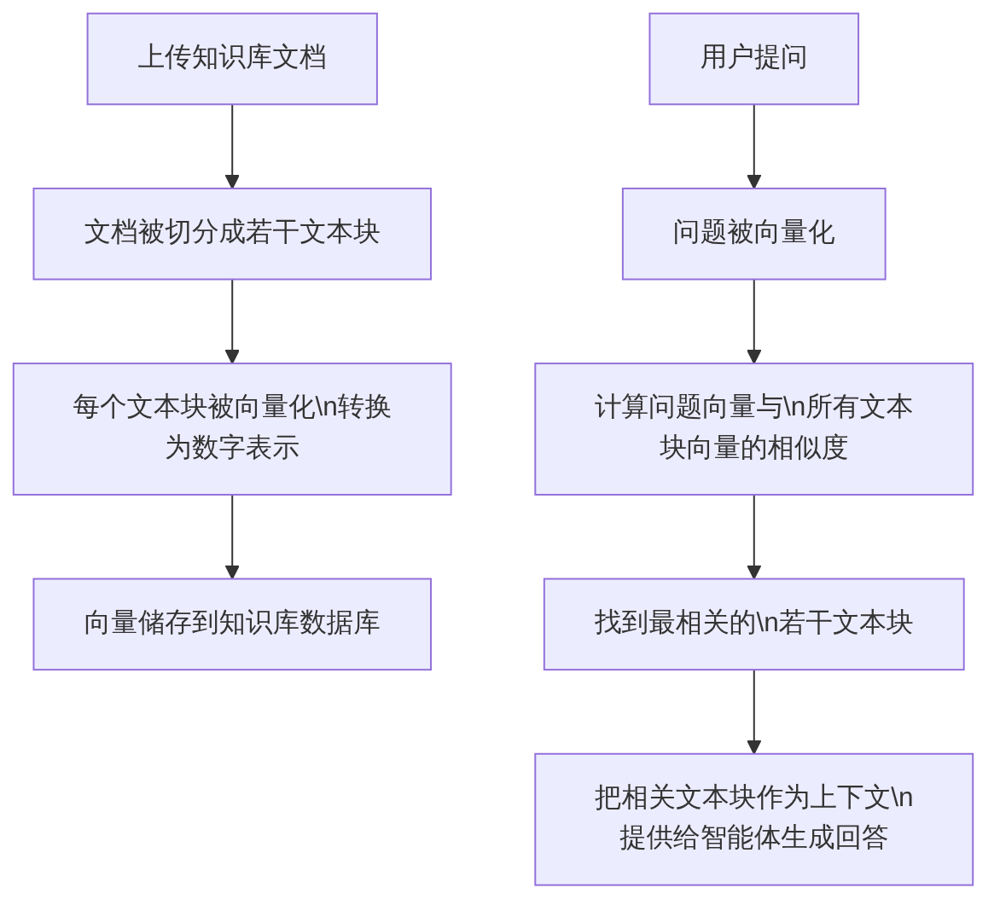 上传知识库文档
文档被切分成若干文本块
每个文本块被向量化\n转换
为数字表示
向量储存到知识库数据库
用户提问
问题被向量化
计算问题向量与\n所有文本
块向量的相似度
找到最相关的\n若干文本块
把相关文本块作为上下文\n
提供给智能体生成回答